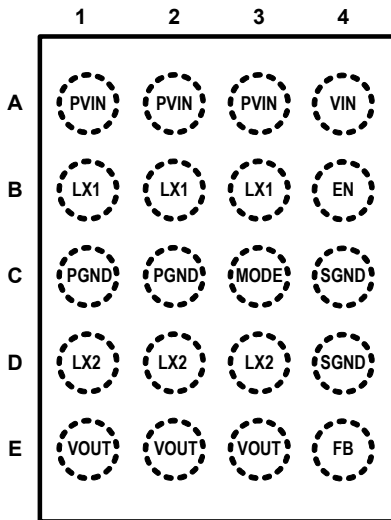 1 2 3 4
A PVIN PVIN PVIN VIN
B LX1 LX1 LX1 EN
C PGND PGND MODE SGND
D LX2 LX2 LX2 SGND
E VOUT VOUT VOUT FB